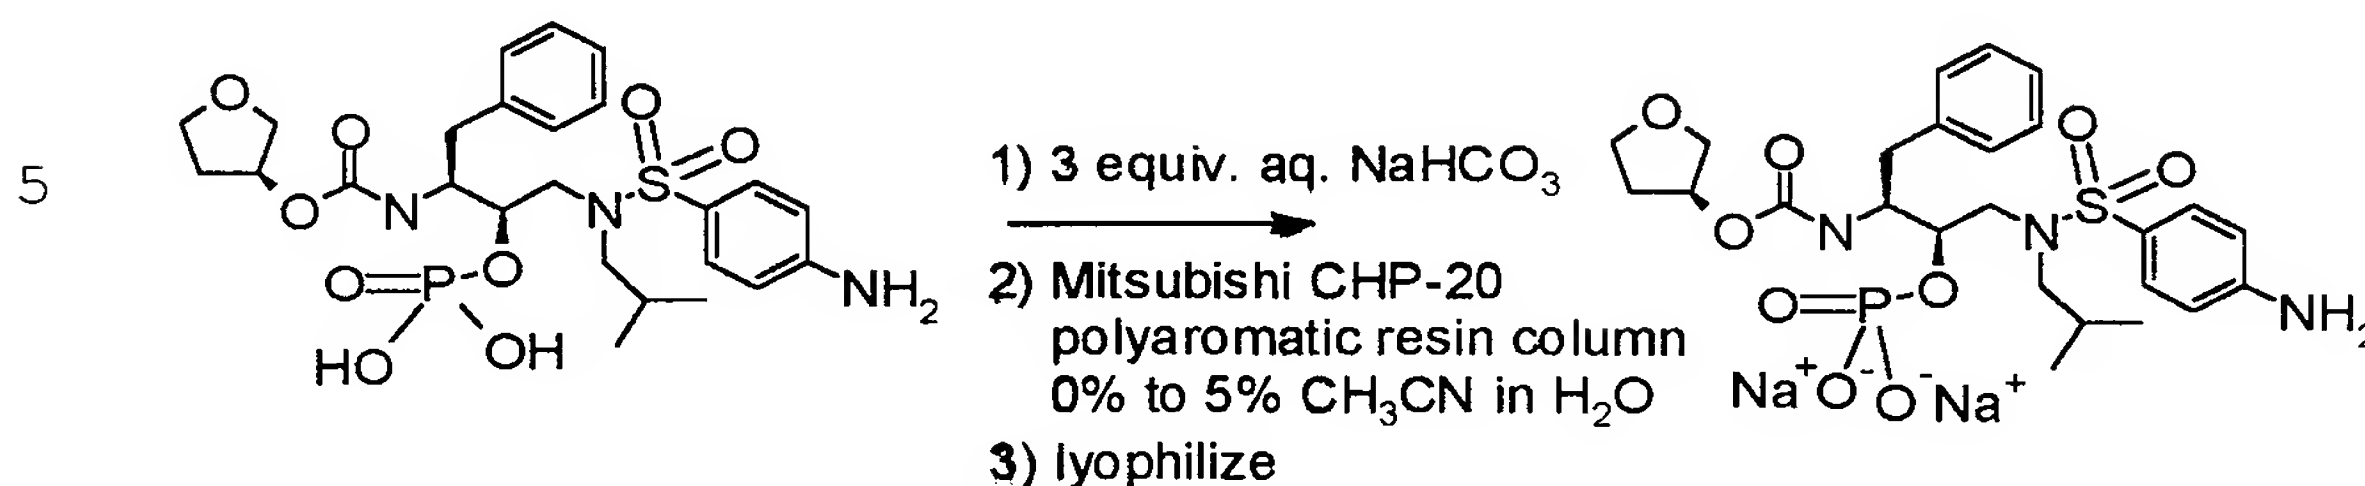 5
O
O
O
N
O
O
S
O
N
NH₂
O=P
O
HO
OH
1) 3 equiv. aq. NaHCO₃
2) Mitsubishi CHP-20
polyaromatic resin column
0% to 5% CH₃CN in H₂O
3) lyophilize
O
O
O
N
O
O
S
N
NH₂
O=P
O
Na⁺O⁻
O⁻Na⁺